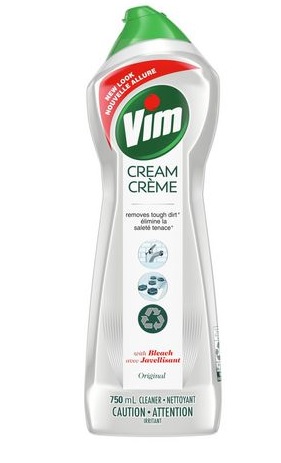 NEW LOOK
NOUVELLE ALLURE
Vim
CREAM
CRÈME
removes tough dirt*
élimine la
saleté tenace*
with Bleach
avec Javellisant
Original
750 mL CLEANER • NETTOYANT
CAUTION • ATTENTION
IRRITANT